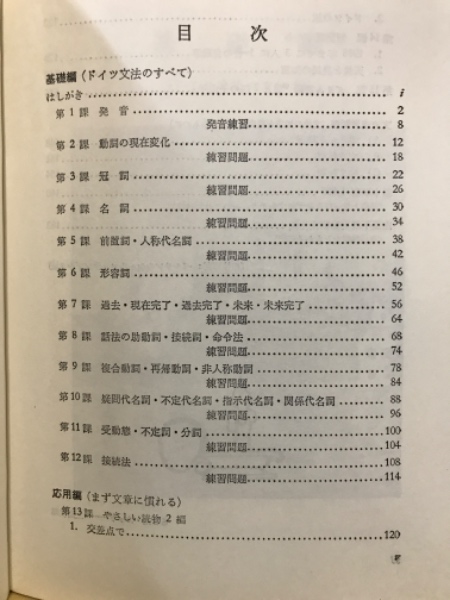 目 次
基礎編（ドイツ文法のすべて）
はしがき……………i
第1課 発 音……………2
発音練習……………8
第2課 動詞の現在変化……………12
練習問題……………18
第3課 冠 詞……………22
練習問題……………26
第4課 名 詞……………30
練習問題……………34
第5課 前置詞・人称代名詞……………38
練習問題……………42
第6課 形容詞……………46
練習問題……………52
第7課 過去・現在完了・過去完了・未来・未来完了……………56
練習問題……………64
第8課 話法の助動詞・接続詞・命令法……………68
練習問題……………74
第9課 複合動詞・再帰動詞・非人称動詞……………78
練習問題……………84
第10課 疑問代名詞・不定代名詞・指示代名詞・関係代名詞……………88
練習問題……………96
第11課 受動態・不定詞・分詞……………100
練習問題……………104
第12課 接続法……………108
練習問題……………114
応用編（まず文章に慣れる）
第13課 やさしい読物2編
1. 交差点で……………120